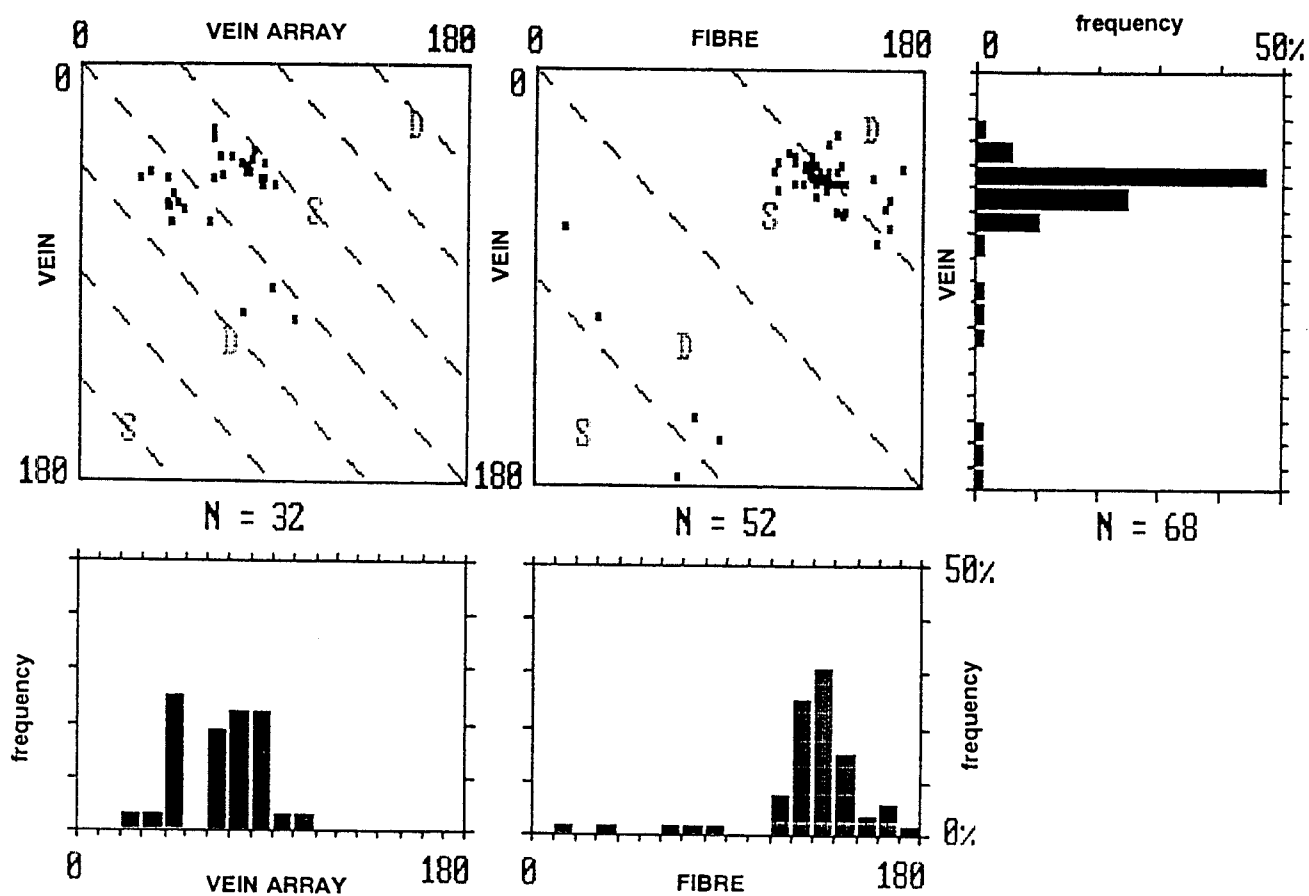 0 VEIN ARRAY 180
0 FIBRE 180
frequency
0 50%
0
0
VEIN
VEIN
VEIN
D
S
D
S
D
S
D
S
180
180
N = 32
N = 52
N = 68
frequency
50%
frequency
0%
0 VEIN ARRAY 180
0 FIBRE 180